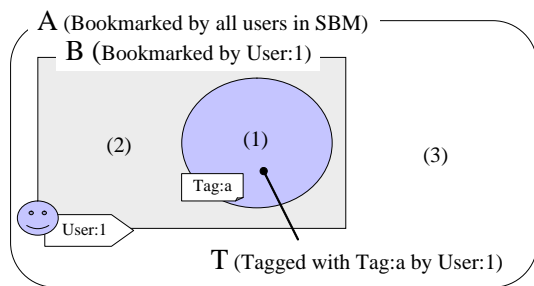 A (Bookmarked by all users in SBM)
B (Bookmarked by User:1)
(1)
(2)
(3)
Tag:a
User:1
T (Tagged with Tag:a by User:1)